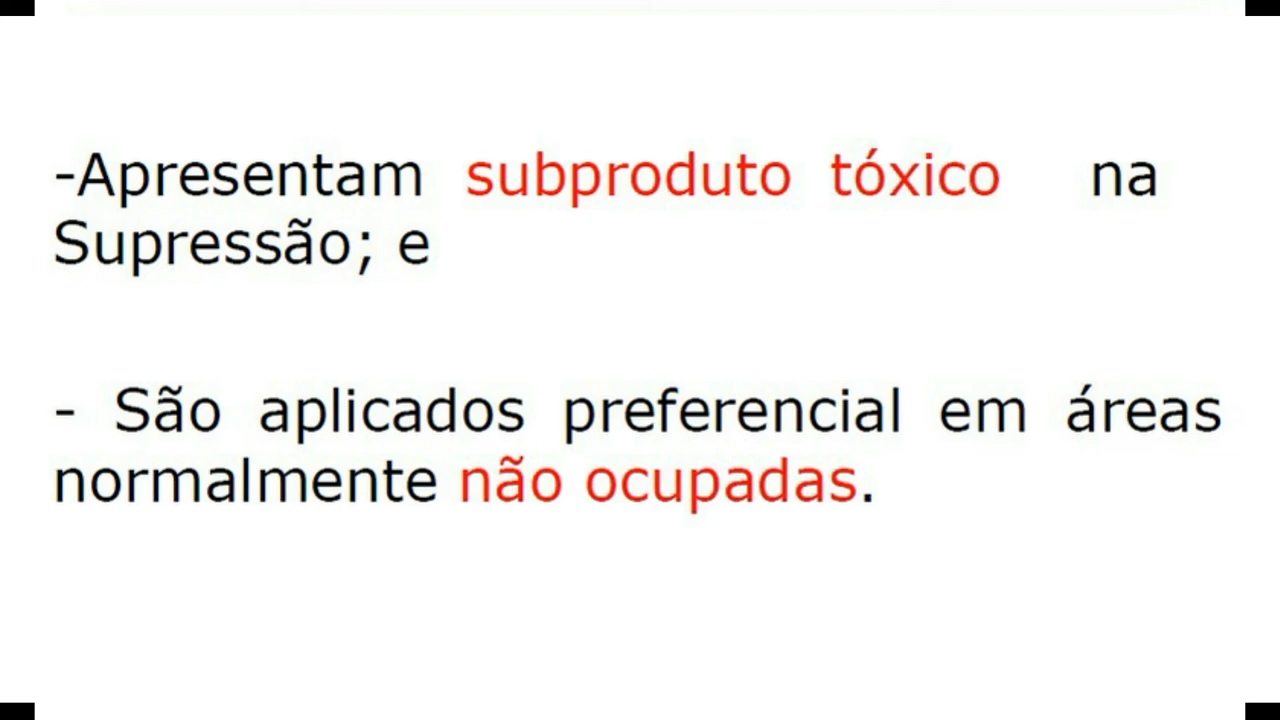 -Apresentam subproduto tóxico na
Supressão; e
- São aplicados preferencial em áreas
normalmente não ocupadas.